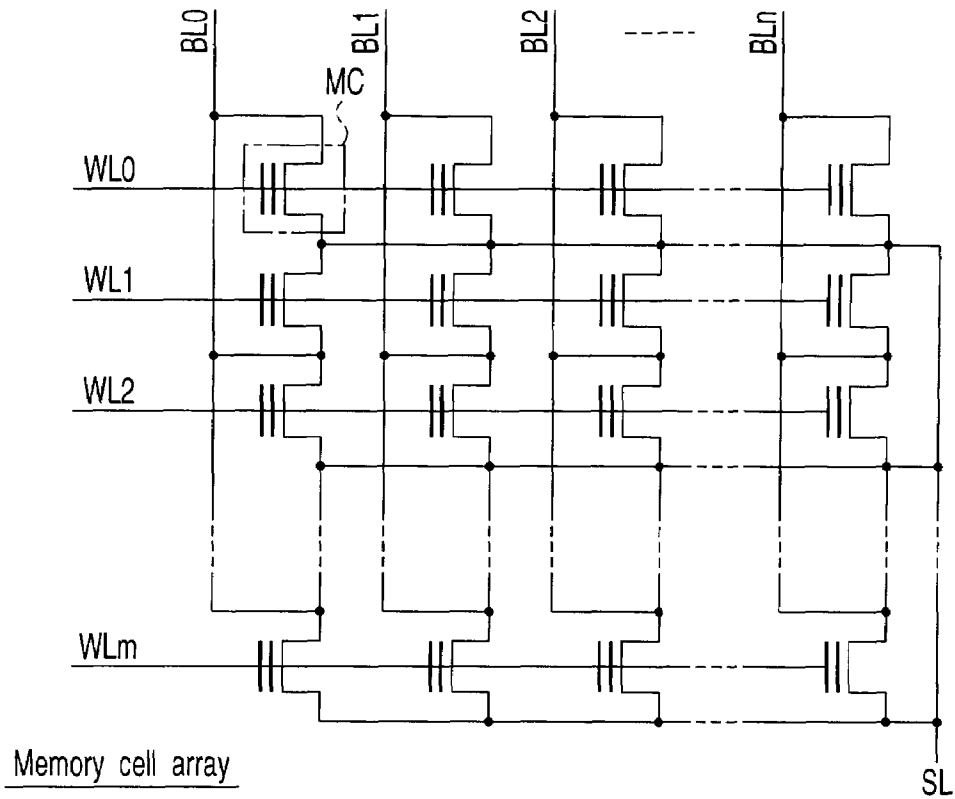 BL0
BL1
BL2
BLn
MC
WL0
WL1
WL2
WLm
Memory cell array
SL